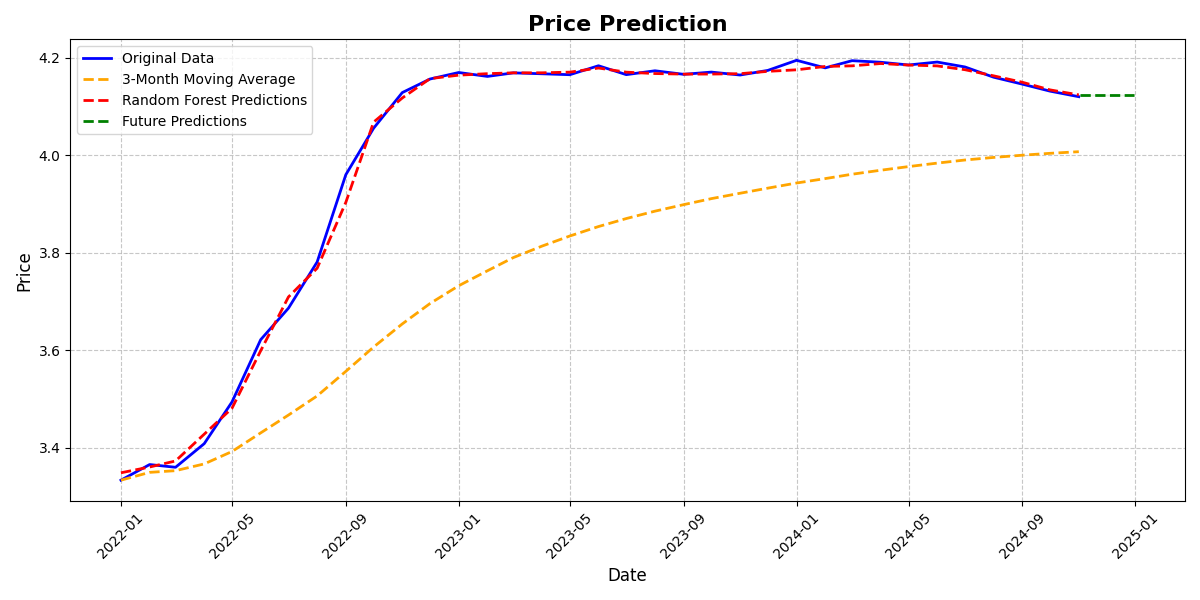 Price Prediction
Original Data
3-Month Moving Average
Random Forest Predictions
Future Predictions
Price
4.2
4.0
3.8
3.6
3.4
2022-01
2022-05
2022-09
2023-01
2023-05
2023-09
2024-01
2024-05
2024-09
2025-01
Date